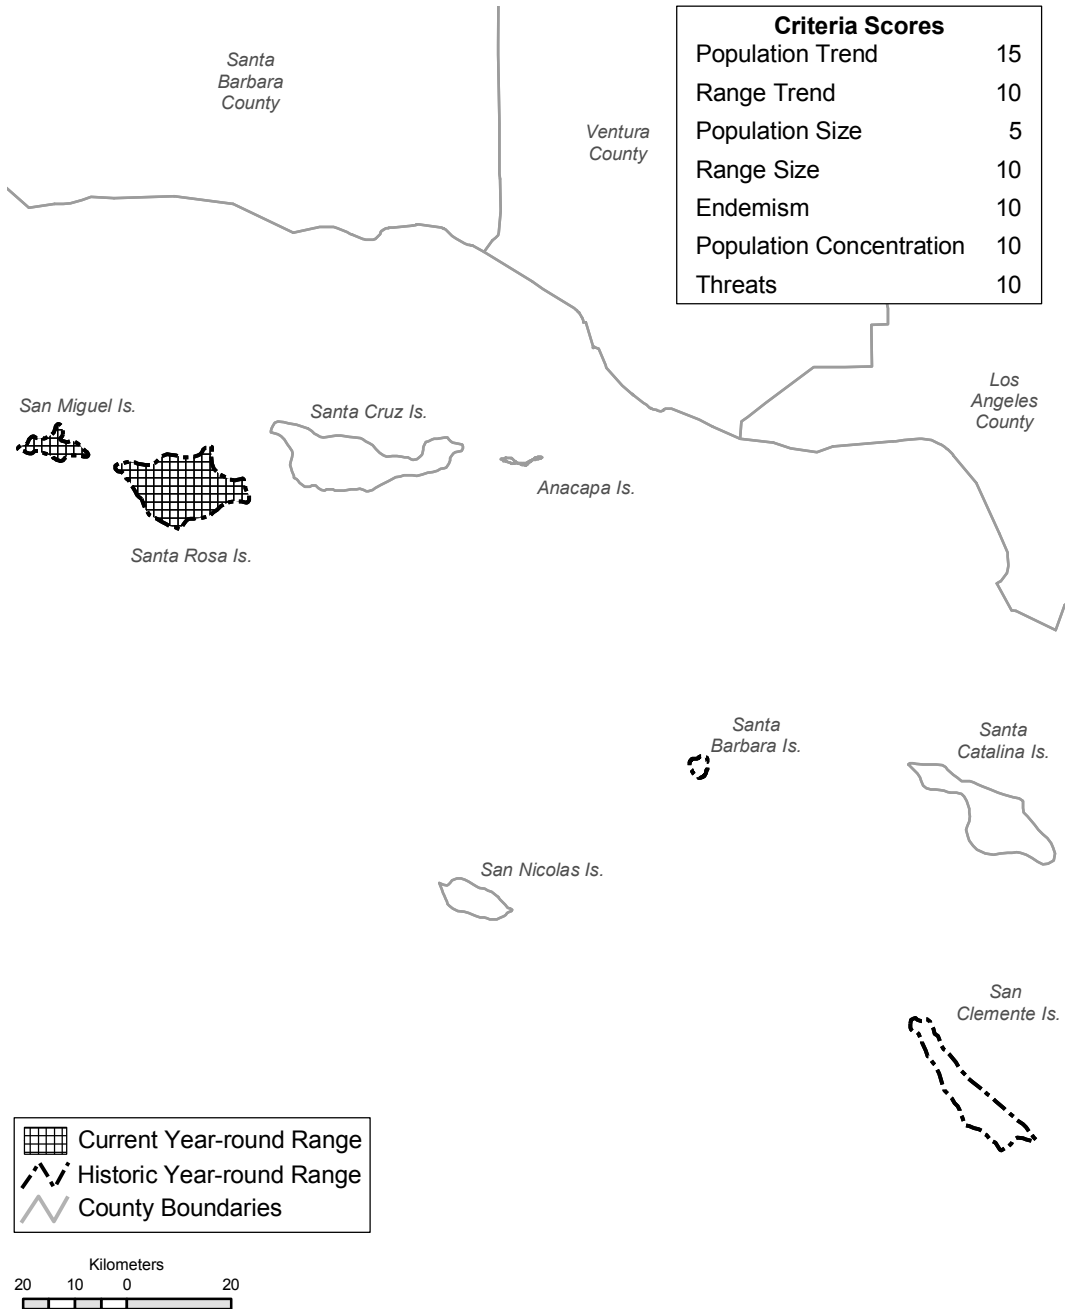 Criteria Scores
Population Trend 15
Range Trend 10
Population Size 5
Range Size 10
Endemism 10
Population Concentration 10
Threats 10
Santa
Barbara
County
Ventura
County
Los
Angeles
County
San Miguel Is.
Santa Cruz Is.
Anacapa Is.
Santa Rosa Is.
Santa
Barbara Is.
Santa
Catalina Is.
San Nicolas Is.
San
Clemente Is.
Current Year-round Range
Historic Year-round Range
County Boundaries
Kilometers
20 10 0 20